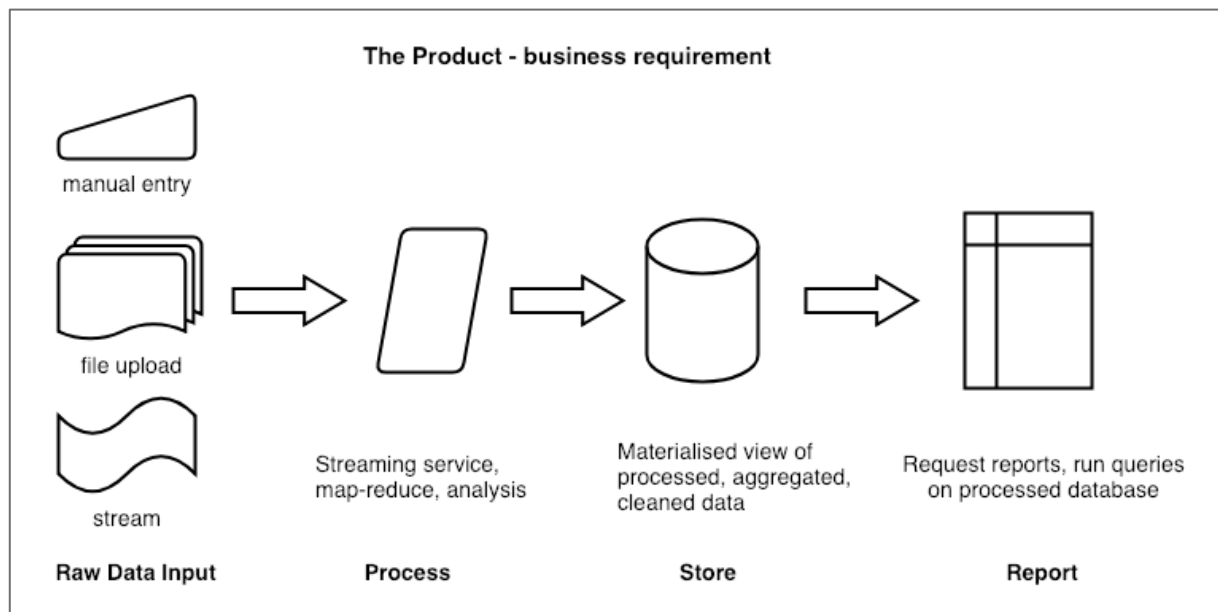 The Product - business requirement
manual entry
file upload
stream
Streaming service,
map-reduce, analysis
Materialised view of
processed, aggregated,
cleaned data
Request reports, run queries
on processed database
Raw Data Input
Process
Store
Report